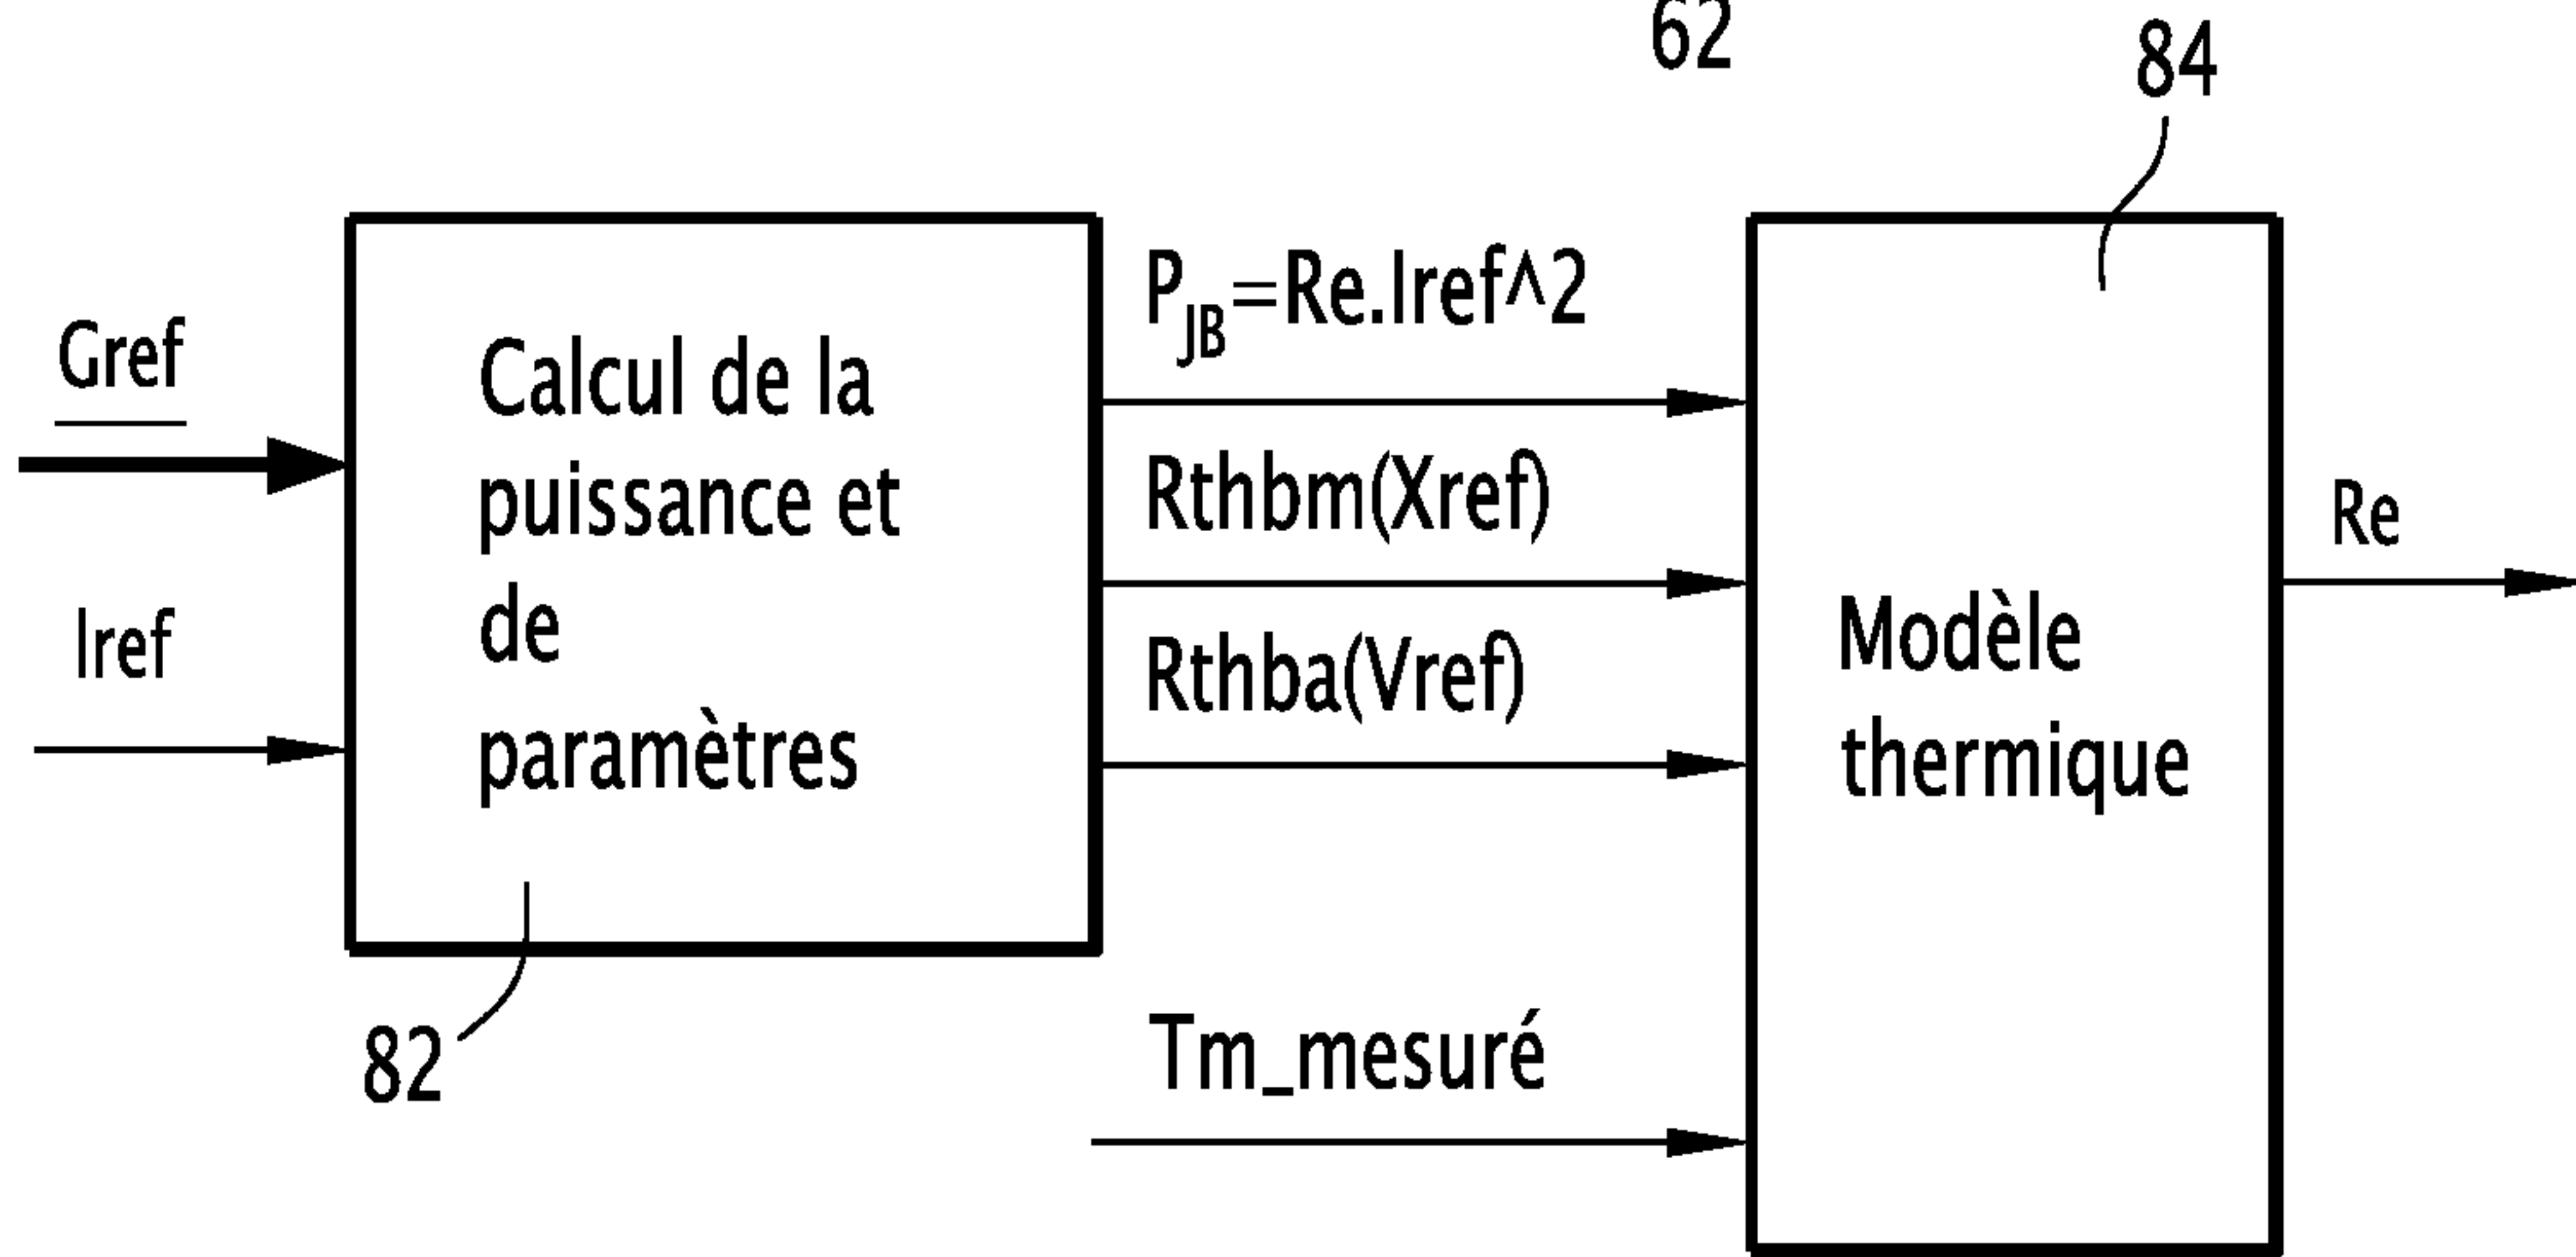 62
84
Gref
Iref
Calcul de la
puissance et
de
paramètres
82
P_JB=Re.Iref^2
Rthbm(Xref)
Rthba(Vref)
Tm_mesuré
Modèle
thermique
Re